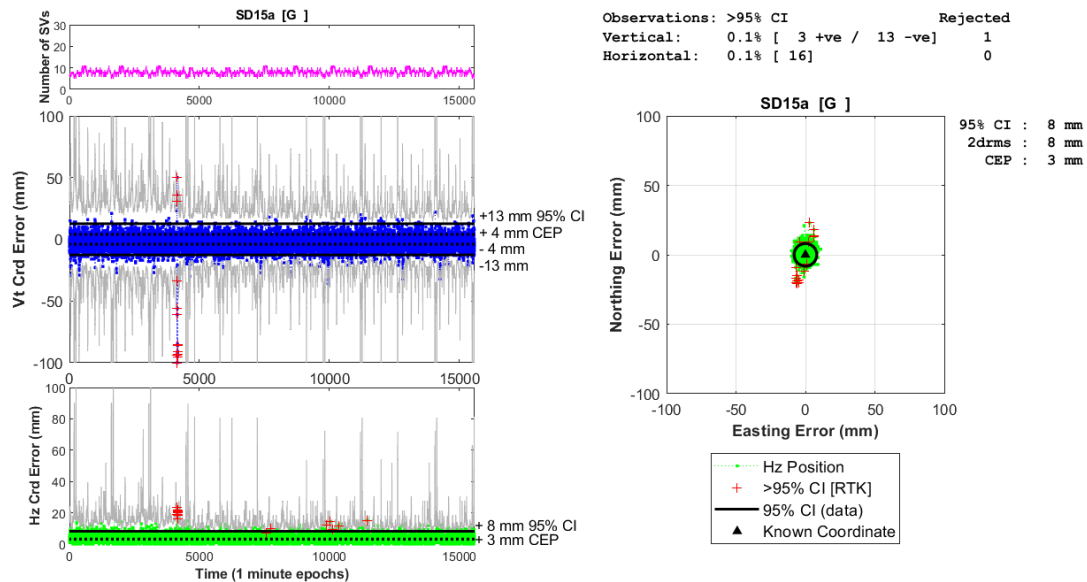 SD15a [G ]
Number of SVs
30
20
10
0
0
5000
10000
15000
Vt Crd Error (mm)
100
50
0
-50
-100
0
5000
10000
15000
+13 mm 95% CI
+ 4 mm CEP
- 4 mm
-13 mm
Hz Crd Error (mm)
100
80
60
40
20
0
0
5000
10000
15000
+ 8 mm 95% CI
+ 3 mm CEP
Time (1 minute epochs)
Observations: >95% CI Rejected
Vertical: 0.1% [ 3 +ve / 13 -ve] 1
Horizontal: 0.1% [ 16] 0
SD15a [G ]
95% CI : 8 mm
2drms : 8 mm
CEP : 3 mm
Northing Error (mm)
100
50
0
-50
-100
-100
-50
0
50
100
Easting Error (mm)
Hz Position
>95% CI [RTK]
95% CI (data)
Known Coordinate